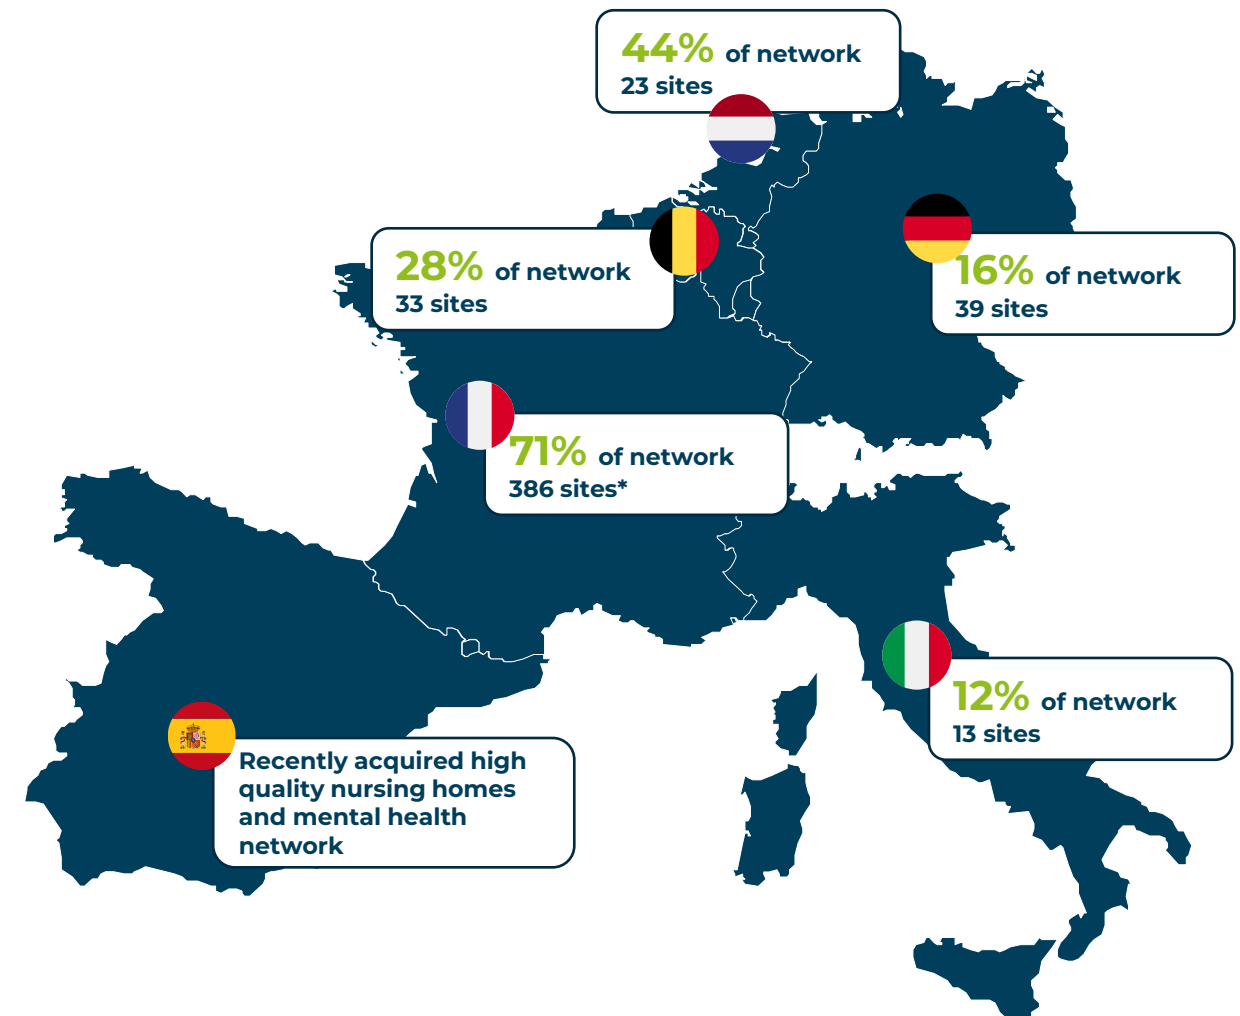 44% of network
23 sites
28% of network
33 sites
16% of network
39 sites
71% of network
386 sites*
12% of network
13 sites
Recently acquired high
quality nursing homes
and mental health
network